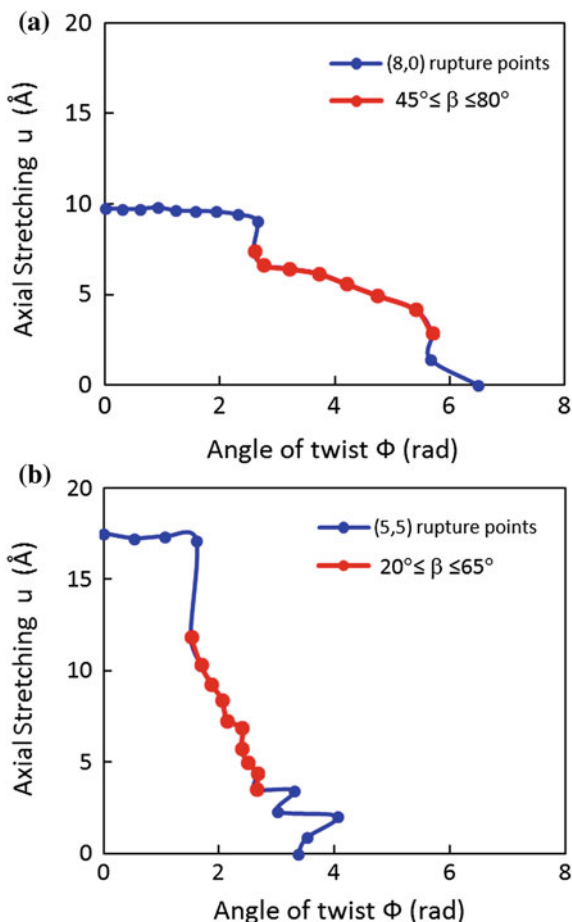 (a)
20
15
10
5
0
Axial Stretching u (Å)
(8,0) rupture points
45°≤ β ≤80°
0 2 4 6 8
Angle of twist Φ (rad)
(b)
20
15
10
5
0
Axial Stretching u (Å)
(5,5) rupture points
20°≤ β ≤65°
0 2 4 6 8
Angle of twist Φ (rad)